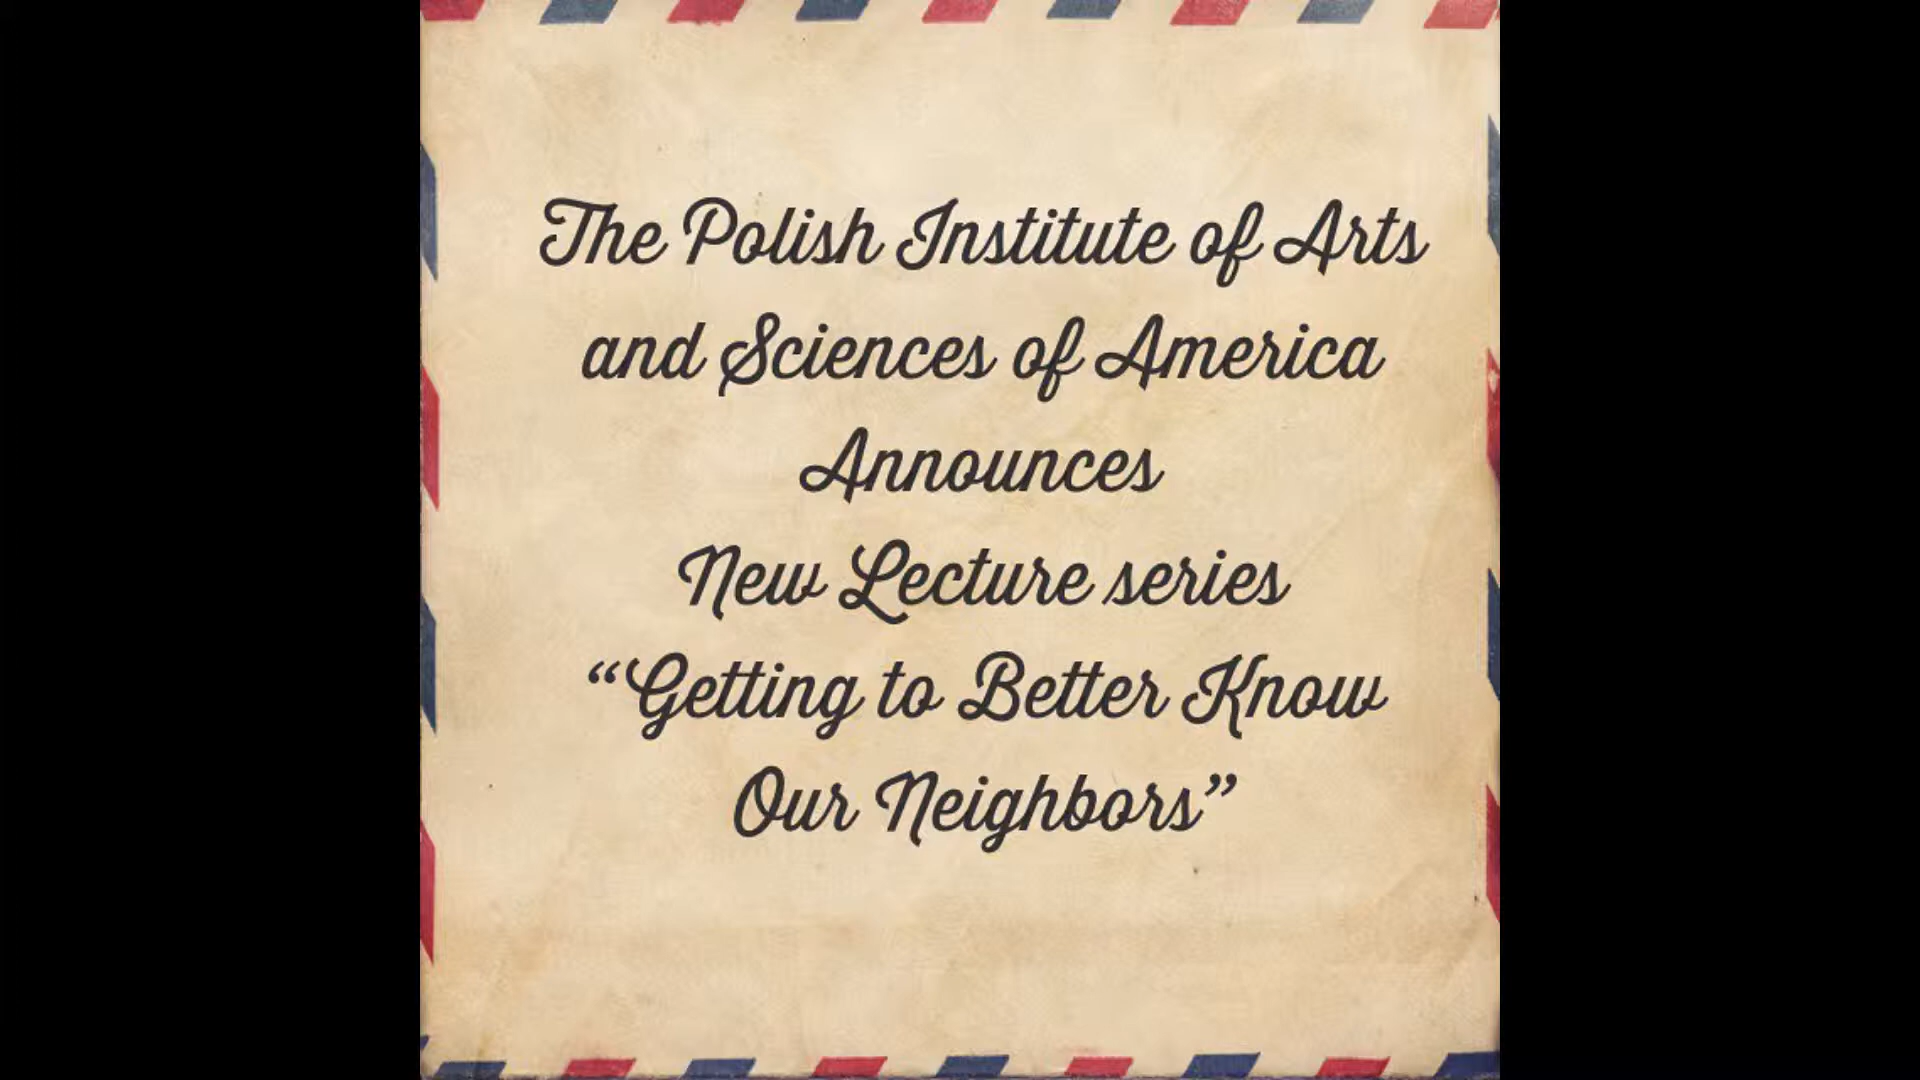 The Polish Institute of Arts
and Sciences of America
Announces
New Lecture series
“Getting to Better Know
Our Neighbors”